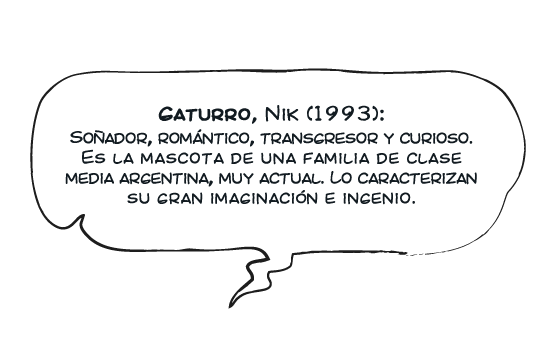 GATURRO, NIK (1993):
SOÑADOR, ROMÁNTICO, TRANSGRESOR Y CURIOSO.
ES LA MASCOTA DE UNA FAMILIA DE CLASE
MEDIA ARGENTINA, MUY ACTUAL. LO CARACTERIZAN
SU GRAN IMAGINACIÓN E INGENIO.